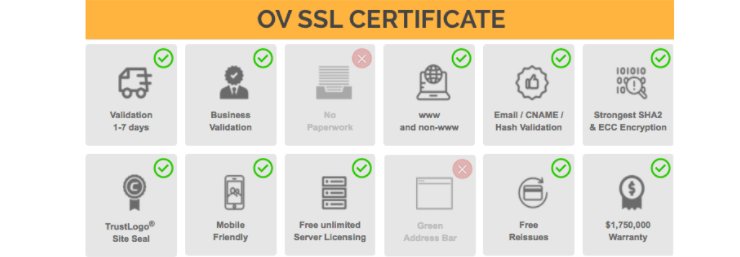 OV SSL CERTIFICATE
Validation
1-7 days
Business
Validation
No
Paperwork
www
and non-www
Email / CNAME /
Hash Validation
101010
Strongest SHA2
& ECC Encryption
TrustLogo®
Site Seal
Mobile
Friendly
Free unlimited
Server Licensing
Green
Address Bar
Free
Reissues
$1,750,000
Warranty